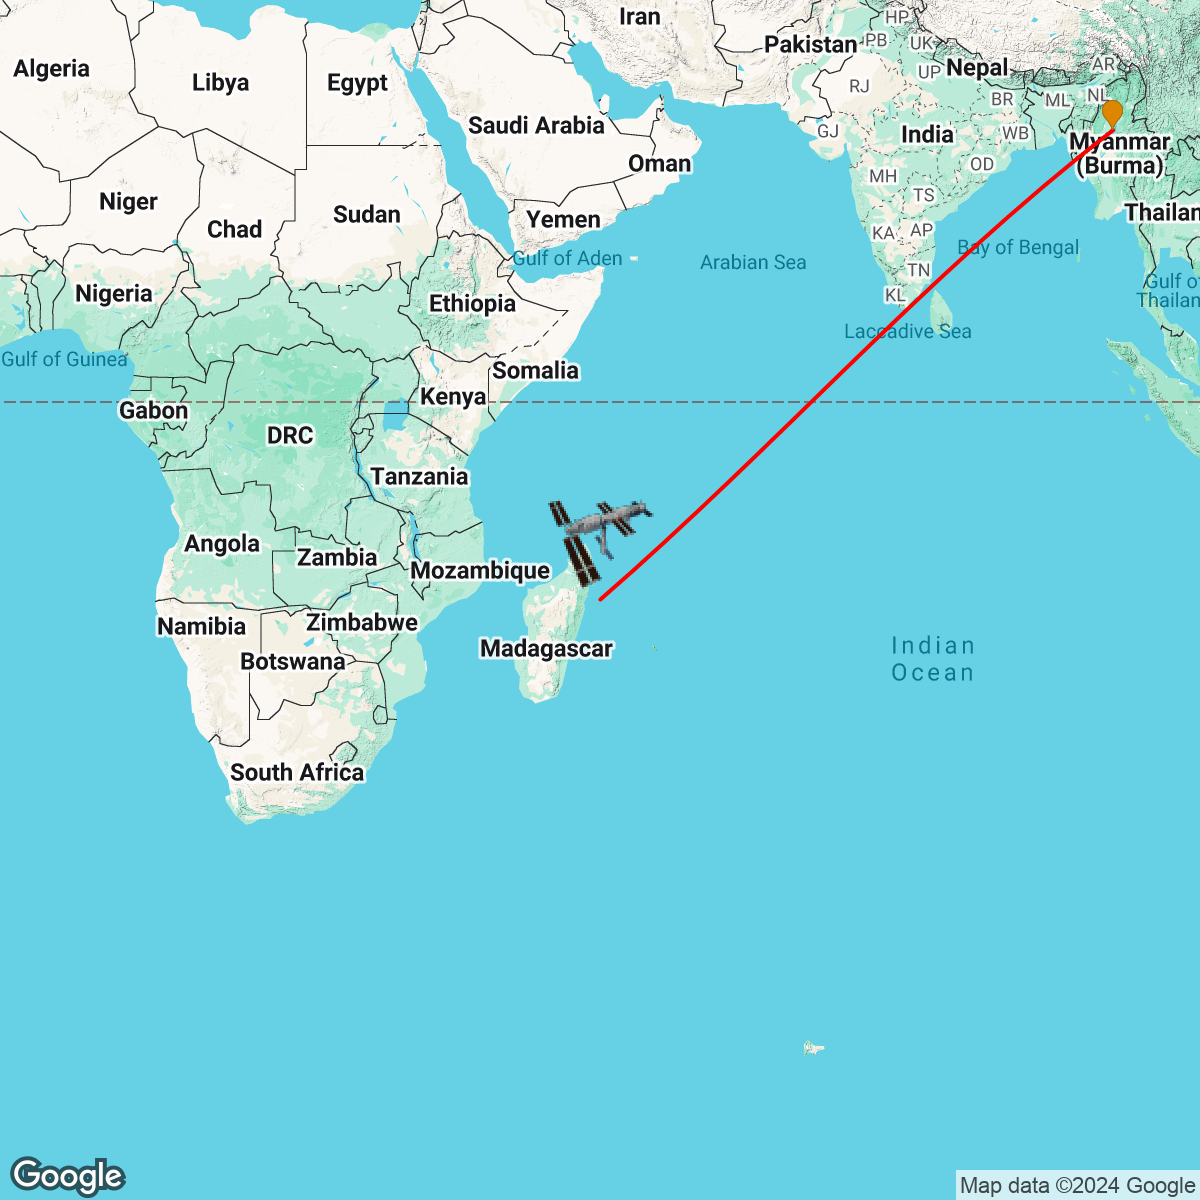 Iran
HP
PB
UK
Pakistan
Algeria
Libya
Egypt
UP
Nepal
AR
RJ
BR
ML
NL
Saudi Arabia
GJ
India
WB
Myanmar
(Burma)
Oman
OD
MH
TS
Niger
Sudan
Yemen
Thailan
Chad
KA
AP
Bay of Bengal
Gulf of Aden
Arabian Sea
TN
Gulf o
Thailan
Nigeria
Ethiopia
KL
Laccadive Sea
Gulf of Guinea
Somalia
Kenya
Gabon
DRC
Tanzania
Angola
Zambia
Mozambique
Namibia
Zimbabwe
Madagascar
Indian
Ocean
Botswana
South Africa
Google
Map data ©2024 Google